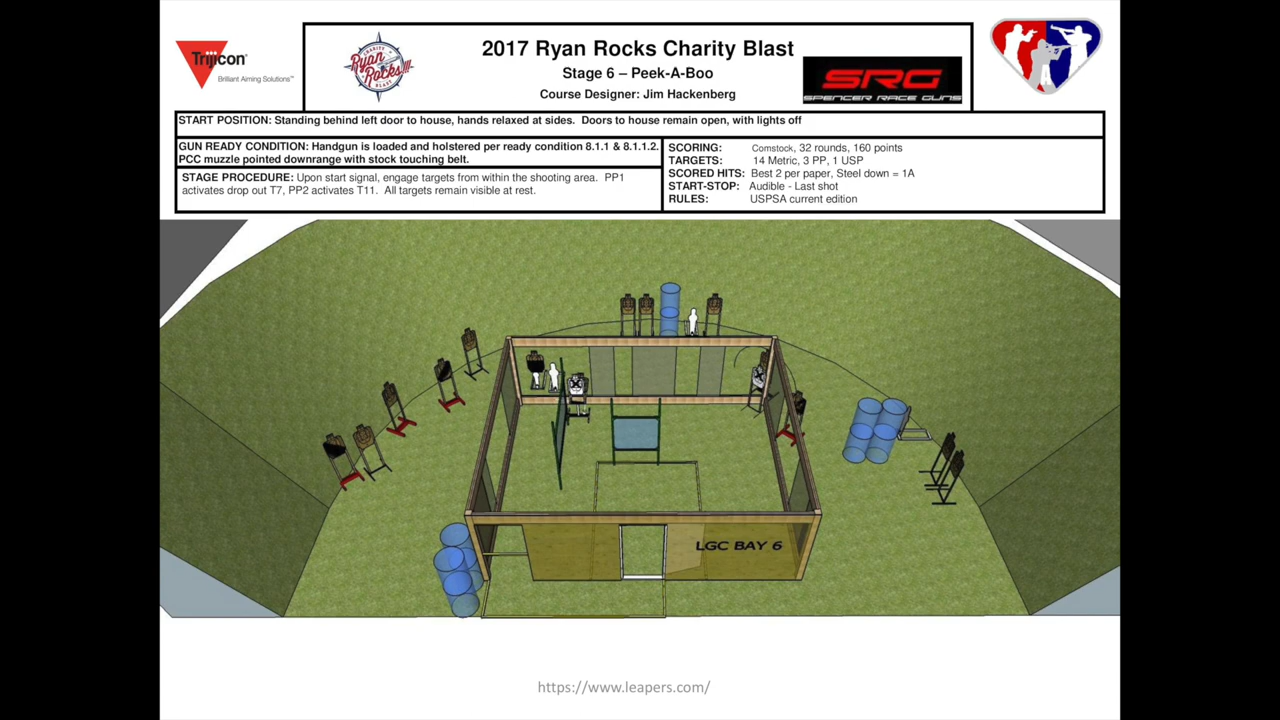 Trijicon®
Brilliant Aiming Solutions™
CHARITY
Ryan Rocks!!!
BLAST
2017 Ryan Rocks Charity Blast
Stage 6 – Peek-A-Boo
Course Designer: Jim Hackenberg
SRG
SPENCER RACE GUNS
START POSITION: Standing behind left door to house, hands relaxed at sides. Doors to house remain open, with lights off
GUN READY CONDITION: Handgun is loaded and holstered per ready condition 8.1.1 & 8.1.1.2.
PCC muzzle pointed downrange with stock touching belt.
STAGE PROCEDURE: Upon start signal, engage targets from within the shooting area. PP1
activates drop out T7, PP2 activates T11. All targets remain visible at rest.
SCORING: Comstock, 32 rounds, 160 points
TARGETS: 14 Metric, 3 PP, 1 USP
SCORED HITS: Best 2 per paper, Steel down = 1A
START-STOP: Audible - Last shot
RULES: USPSA current edition
LGC BAY 6
https://www.leapers.com/